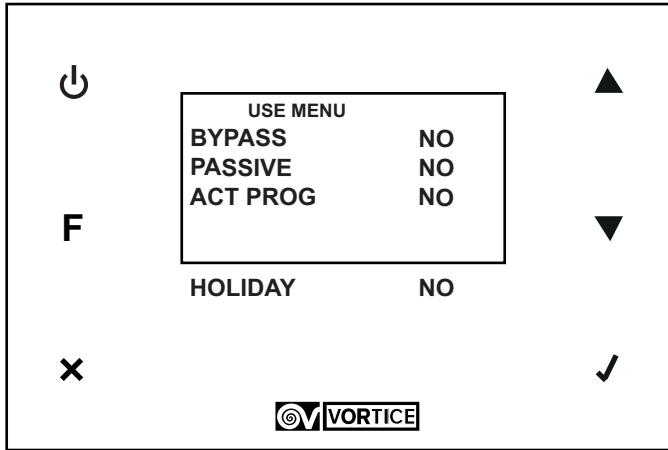 USE MENU
BYPASS NO
PASSIVE NO
ACT PROG NO
F
HOLIDAY NO
VORTICE